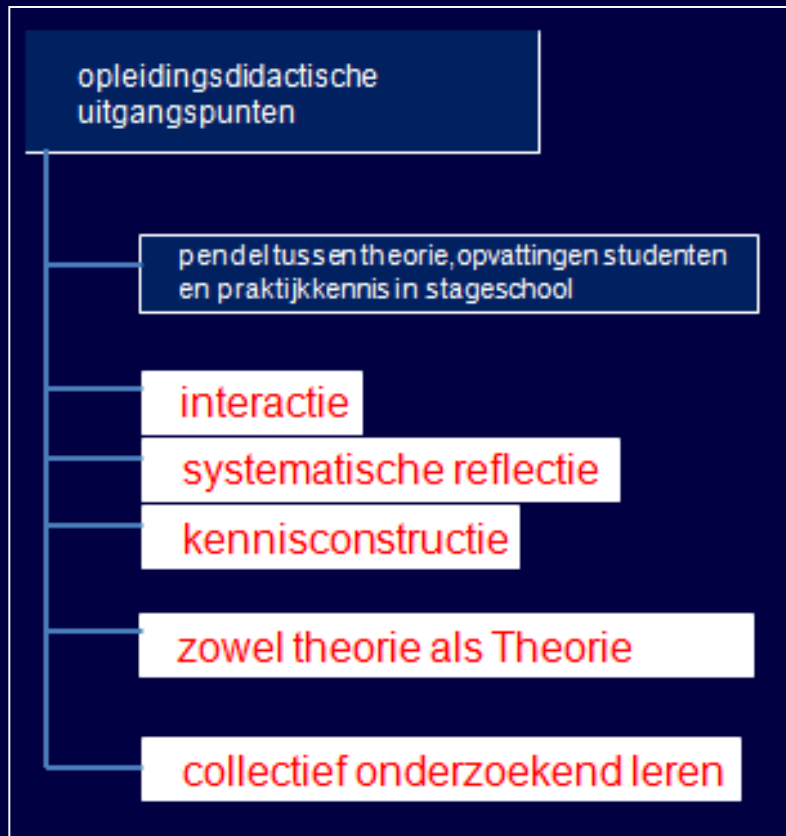 opleidingsdidactische
uitgangspunten
pendel tussen theorie, opvattingen studenten
en praktijkkennis in stageschool
interactie
systematische reflectie
kennisconstructie
zowel theorie als Theorie
collectief onderzoekend leren